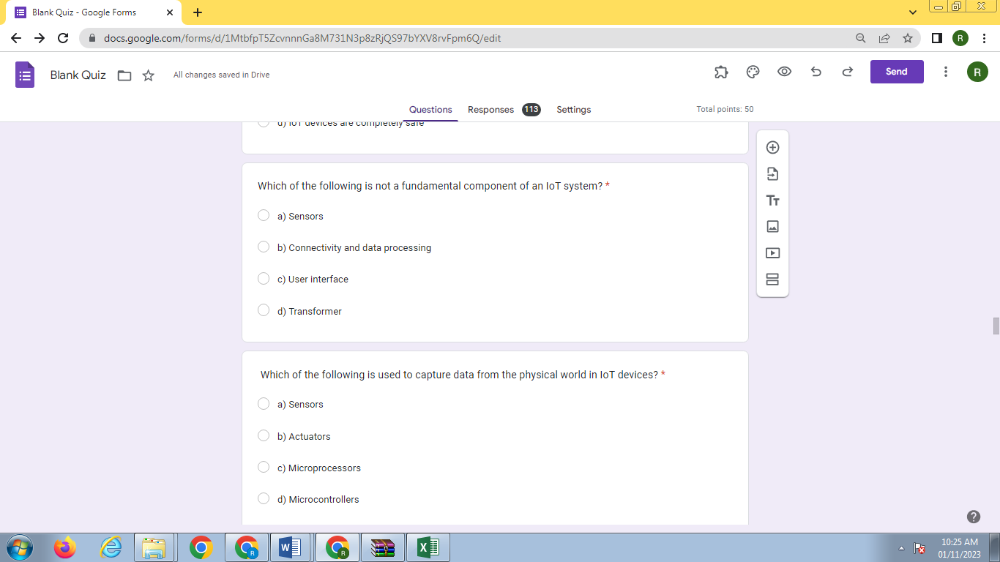 Blank Quiz - Google Forms
docs.google.com/forms/d/1MtbfpT5ZcvnnnGa8M731N3p8zRjQS97bYXV8rvFpm6Q/edit
R
Blank Quiz
All changes saved in Drive
Send
R
Questions
Responses 113
Settings
Total points: 50
d) IoT devices are completely safe
Which of the following is not a fundamental component of an IoT system? *
a) Sensors
b) Connectivity and data processing
c) User interface
d) Transformer
Which of the following is used to capture data from the physical world in IoT devices? *
a) Sensors
b) Actuators
c) Microprocessors
d) Microcontrollers
R
R
10:25 AM
01/11/2023